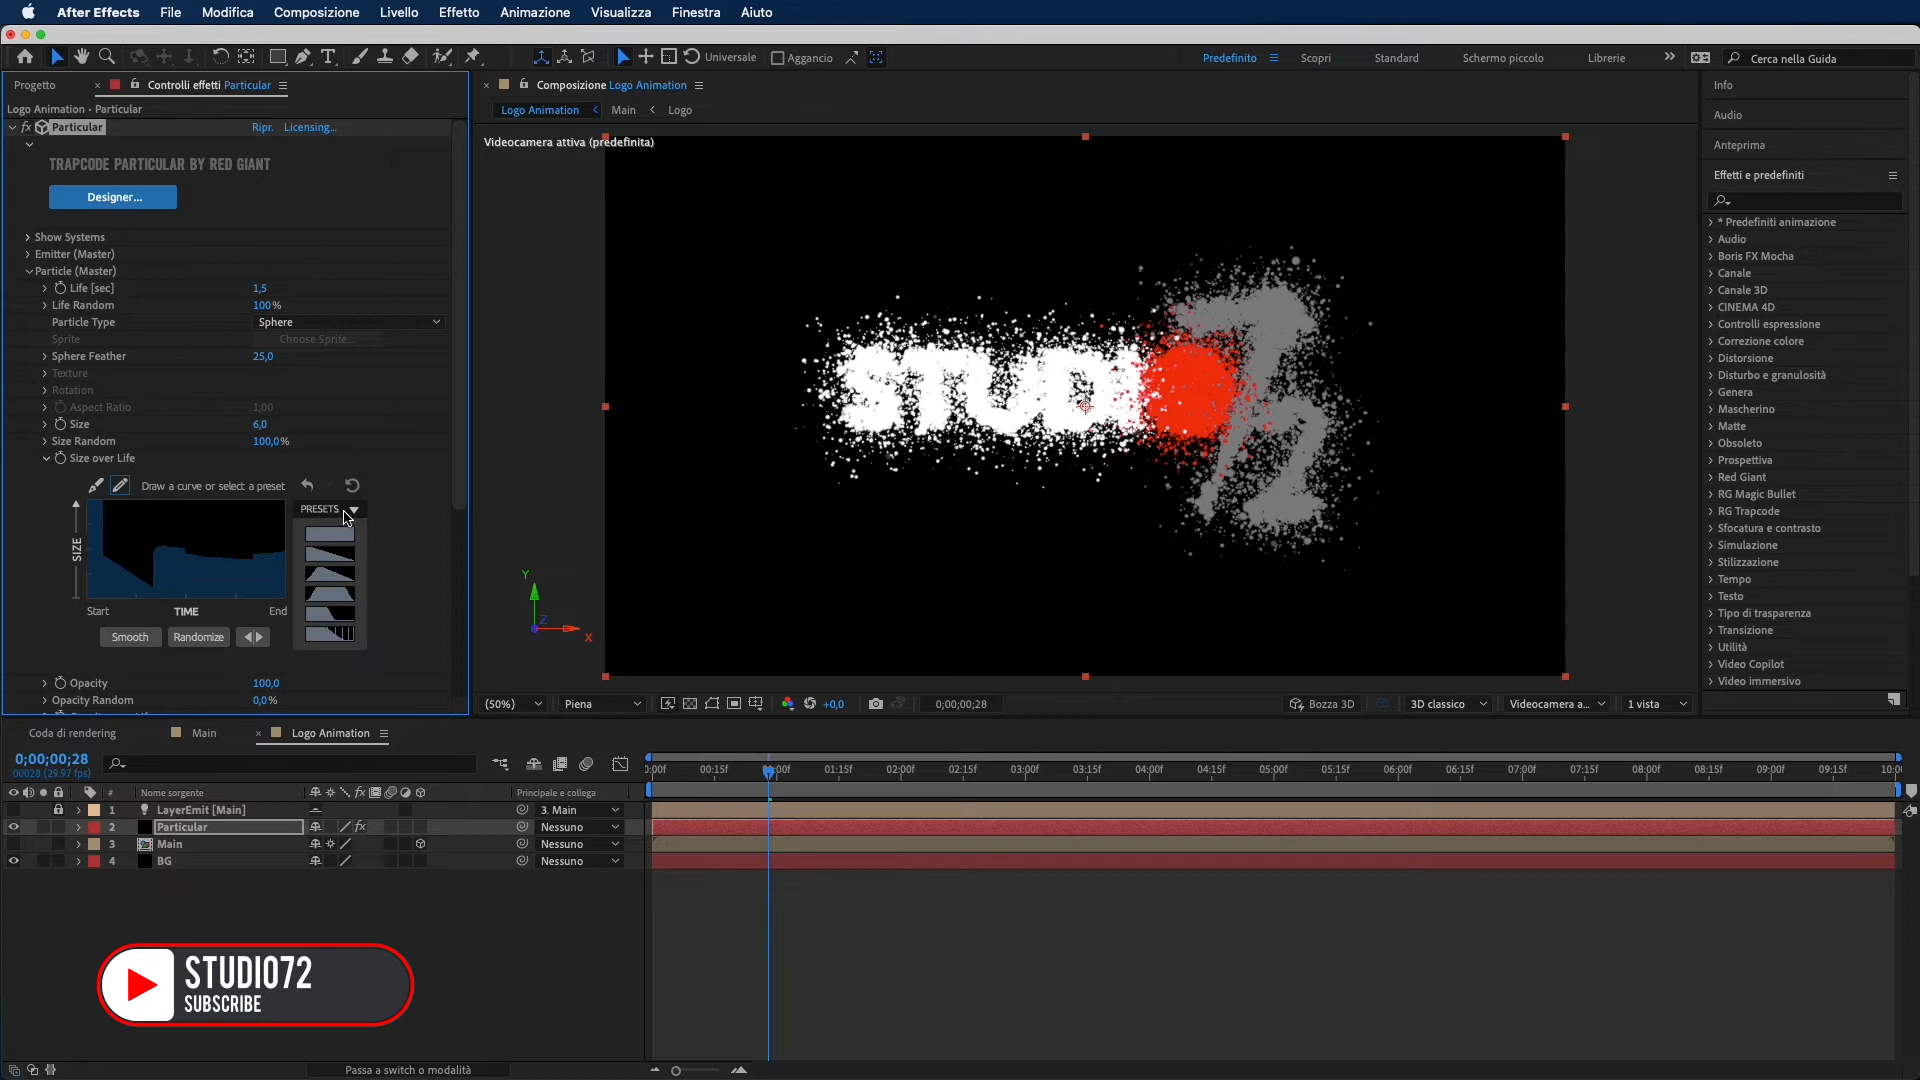 After Effects File Modifica Composizione Livello Effetto Animazione Visualizza Finestra Aiuto
Universale Aggancio Predefinito Scopri Standard Schermo piccolo Librerie Cerca nella Guida
Progetto Controlli effetti Particular
Logo Animation • Particular
fx Particular Ripr. Licensing...
TRAPCODE PARTICULAR BY RED GIANT
Designer...
Show Systems
Emitter (Master)
Particle (Master)
Life [sec] 1,5
Life Random 100%
Particle Type Sphere
Sprite Choose Sprite...
Sphere Feather 25,0
Texture
Rotation
Aspect Ratio 1,00
Size 6,0
Size Random 100,0%
Size over Life
Draw a curve or select a preset
PRESETS
SIZE
Start TIME End
Smooth Randomize
Opacity 100,0
Opacity Random 0,0%
Composizione Logo Animation
Logo Animation Main Logo
Videocamera attiva (predefinita)
STUDIO
72
Y
Z
X
(50%) Piena +0,0 0;00;00;28 Bozza 3D 3D classico Videocamera a... 1 vista
Info
Audio
Anteprima
Effetti e predefiniti
* Predefiniti animazione
Audio
Boris FX Mocha
Canale
Canale 3D
CINEMA 4D
Controlli espressione
Correzione colore
Distorsione
Disturbo e granulosità
Genera
Mascherino
Matte
Obsoleto
Prospettiva
Red Giant
RG Magic Bullet
RG Trapcode
Sfocatura e contrasto
Simulazione
Stilizzazione
Tempo
Testo
Tipo di trasparenza
Transizione
Utilità
Video Copilot
Video immersivo
Coda di rendering Main Logo Animation
0;00;00;28
00028 (29.97 fps)
# Nome sorgente fx Principale e collega
1 LayerEmit [Main] 3. Main
2 Particular fx Nessuno
3 Main Nessuno
4 BG Nessuno
00:15f 01:15f 02:00f 02:15f 03:00f 03:15f 04:00f 04:15f 05:00f 05:15f 06:00f 06:15f 07:00f 07:15f 08:00f 08:15f 09:00f 09:15f
STUDIO72
SUBSCRIBE
Passa a switch o modalità